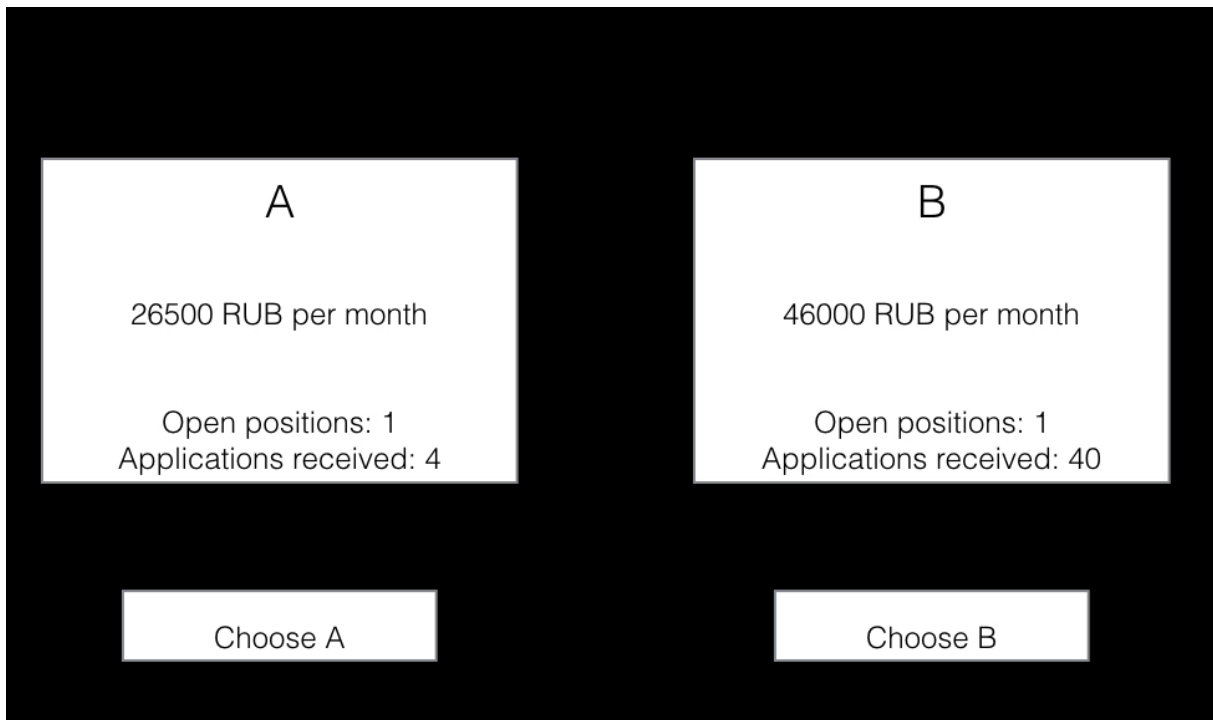 A
26500 RUB per month
Open positions: 1
Applications received: 4
Choose A
B
46000 RUB per month
Open positions: 1
Applications received: 40
Choose B